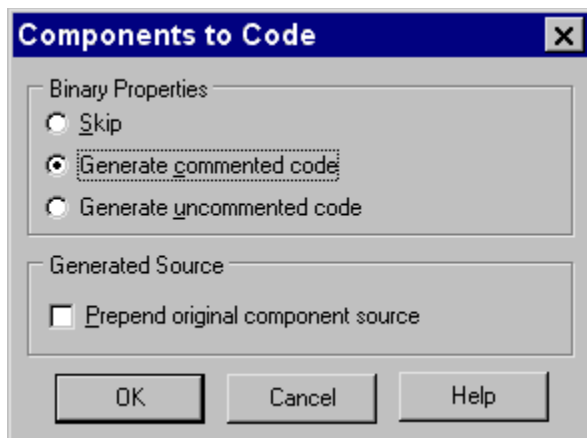 Components to Code
Binary Properties
Skip
Generate commented code
Generate uncommented code
Generated Source
Prepend original component source
OK Cancel Help